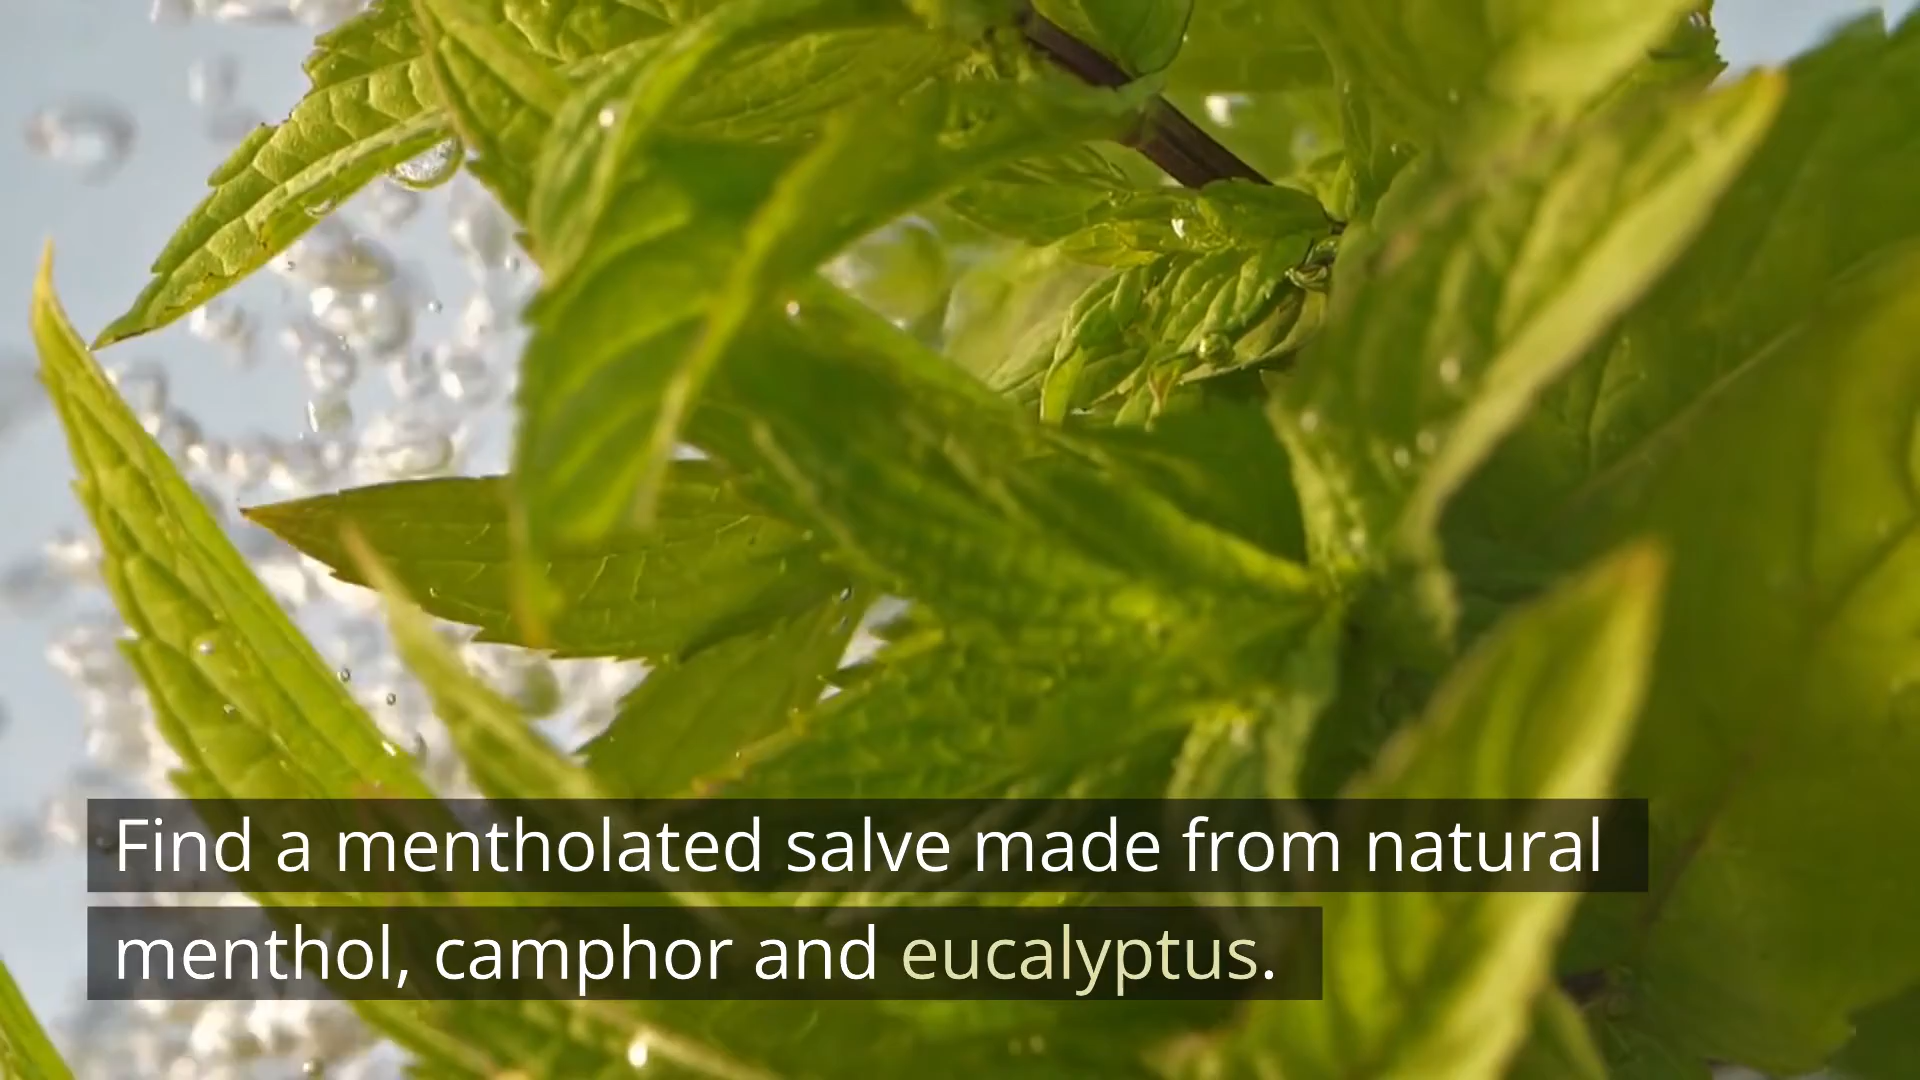 Find a mentholated salve made from natural
menthol, camphor and eucalyptus.